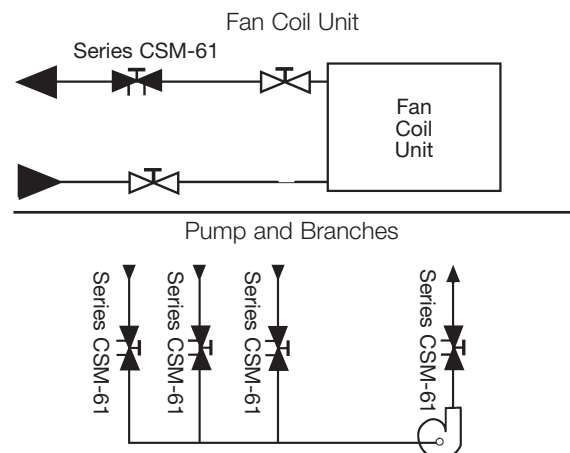 Fan Coil Unit
Series CSM-61
Fan
Coil
Unit
Pump and Branches
Series CSM-61
Series CSM-61
Series CSM-61
Series CSM-61